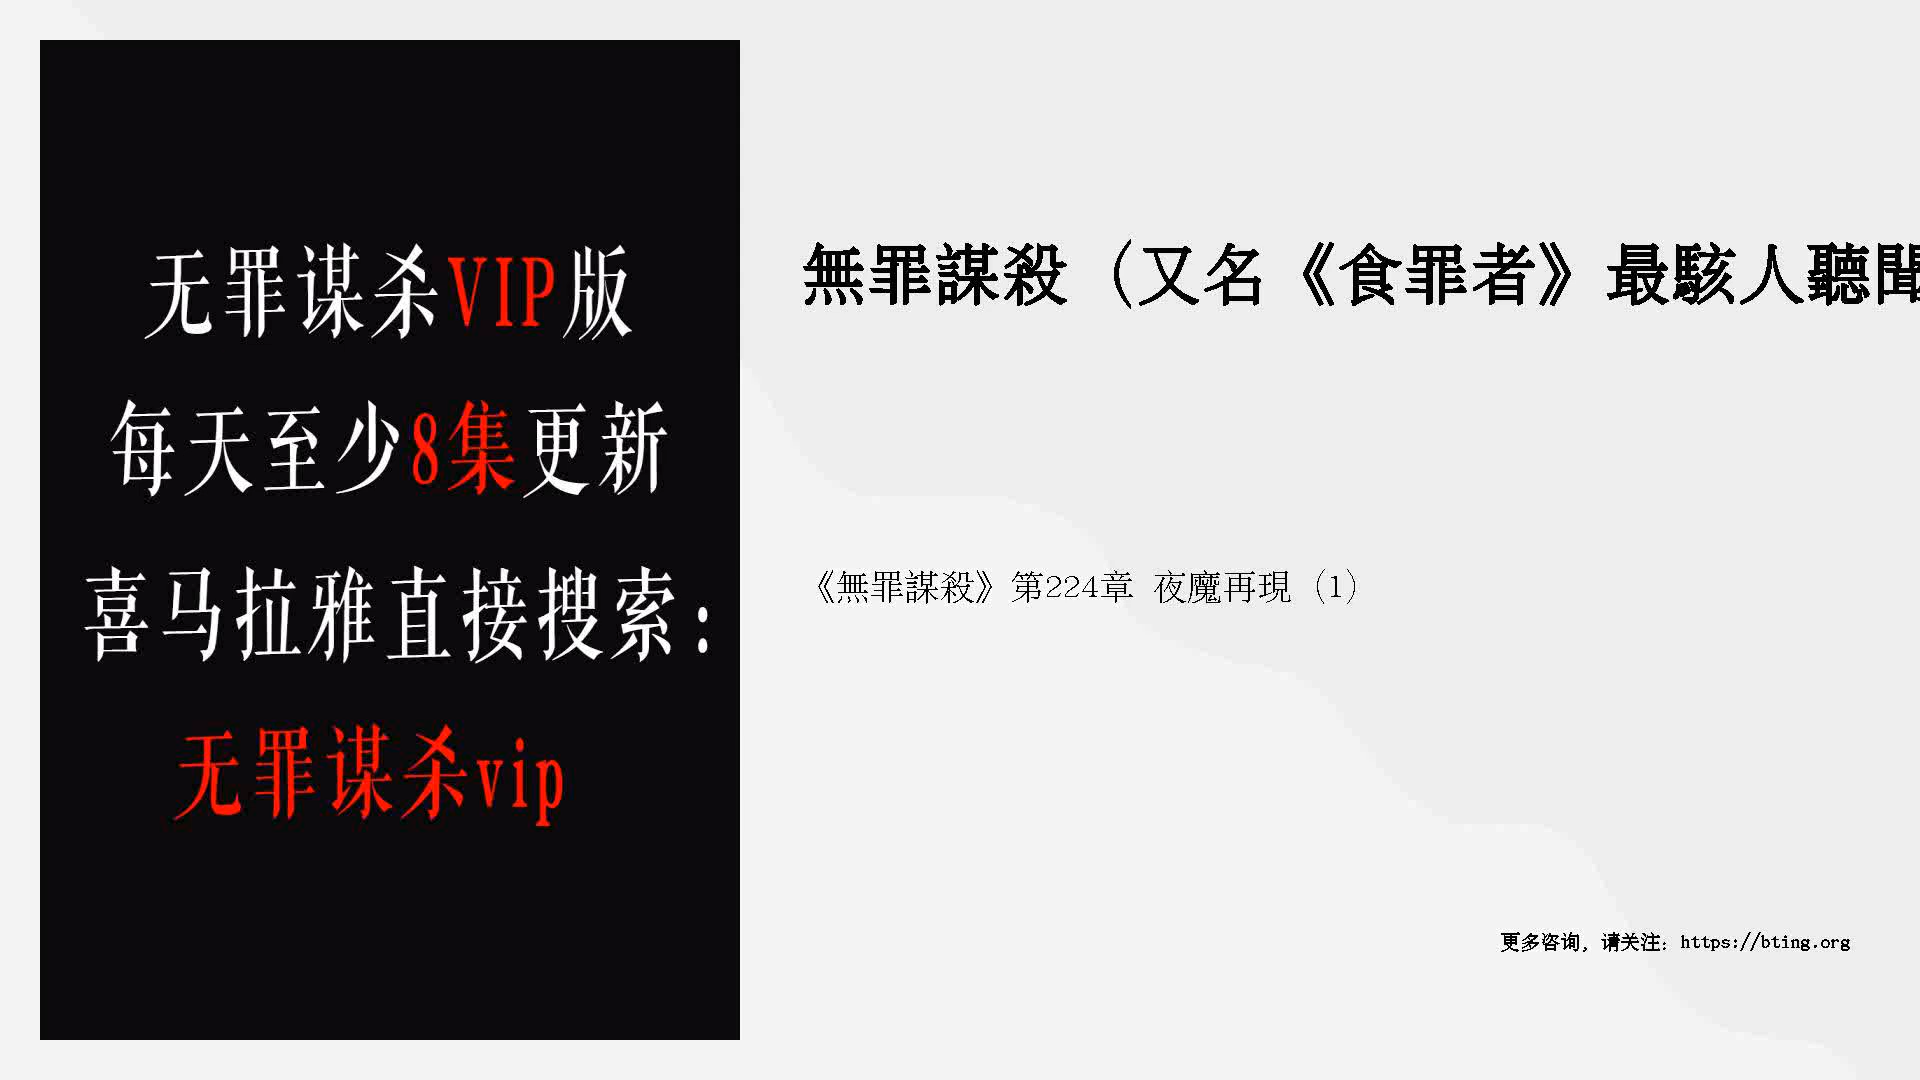 无罪谋杀VIP版
每天至少8集更新
喜马拉雅直接搜索：
无罪谋杀vip
無罪謀殺（又名《食罪者》最駭人聽聞
《無罪謀殺》第224章 夜魔再現（1）
更多咨询，请关注：https://bting.org